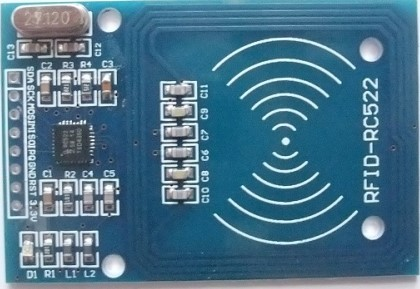 27.120
C13
C12
C2 R3 R4 C3
SDA
SCK
MOSI
MISO
IRQ
GND
RST
3.3V
C11
C9
C7
C6
C8
C10
C1 R2 C4 C5
D1 R1 L1 L2
RFID-RC522